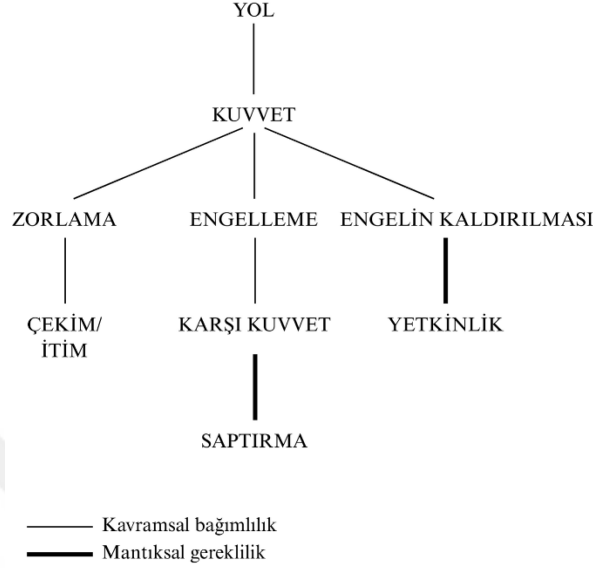 YOL
KUVVET
ZORLAMA ENGELLEME ENGELİN KALDIRILMASI
ÇEKİM/ KARŞI KUVVET YETKİNLİK
İTİM
SAPTIRMA
Kavramsal bağımlılık
Mantıksal gereklilik